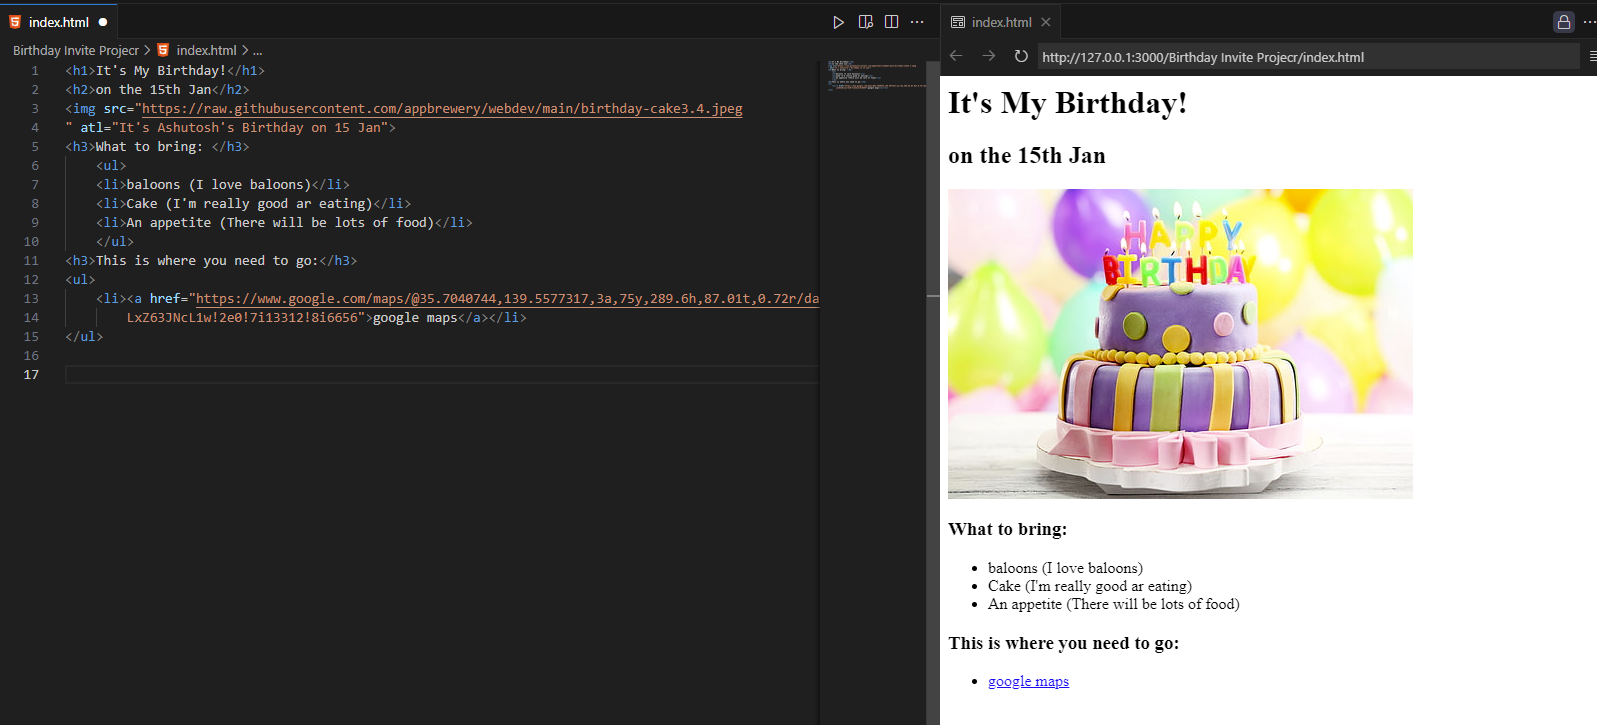 index.html
Birthday Invite Projecr > index.html > ...
1 <h1>It's My Birthday!</h1>
2 <h2>on the 15th Jan</h2>
3 <img src="https://raw.githubusercontent.com/appbrewery/webdev/main/birthday-cake3.4.jpeg
4 " atl="It's Ashutosh's Birthday on 15 Jan">
5 <h3>What to bring: </h3>
6 <ul>
7 <li>baloons (I love baloons)</li>
8 <li>Cake (I'm really good ar eating)</li>
9 <li>An appetite (There will be lots of food)</li>
10 </ul>
11 <h3>This is where you need to go:</h3>
12 <ul>
13 <li><a href="https://www.google.com/maps/@35.7040744,139.5577317,3a,75y,289.6h,87.01t,0.72r/da
14 LxZ63JNcL1w!2e0!7i13312!8i6656">google maps</a></li>
15 </ul>
16
17
index.html
http://127.0.0.1:3000/Birthday Invite Projecr/index.html
It's My Birthday!
on the 15th Jan
HAPPY
BIRTHDAY
What to bring:
• baloons (I love baloons)
• Cake (I'm really good ar eating)
• An appetite (There will be lots of food)
This is where you need to go:
• google maps